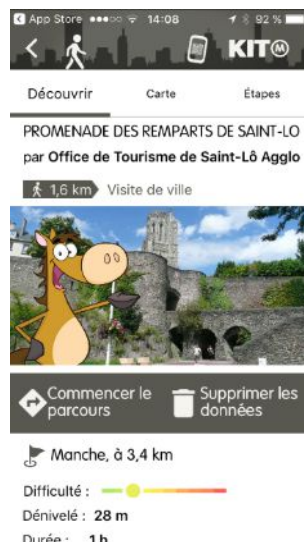 App Store 14:08 92 %
KITⓂ
Découvrir Carte Étapes
PROMENADE DES REMPARTS DE SAINT-LO
par Office de Tourisme de Saint-Lô Agglo
1,6 km Visite de ville
Commencer le parcours
Supprimer les données
Manche, à 3,4 km
Difficulté :
Dénivelé : 28 m
Durée : 1 h